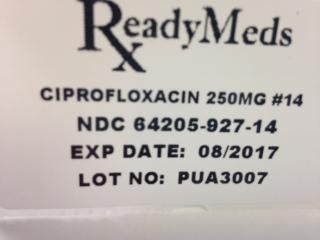 Rx ReadyMeds
CIPROFLOXACIN 250MG #14
NDC 64205-927-14
EXP DATE: 08/2017
LOT NO: PUA3007